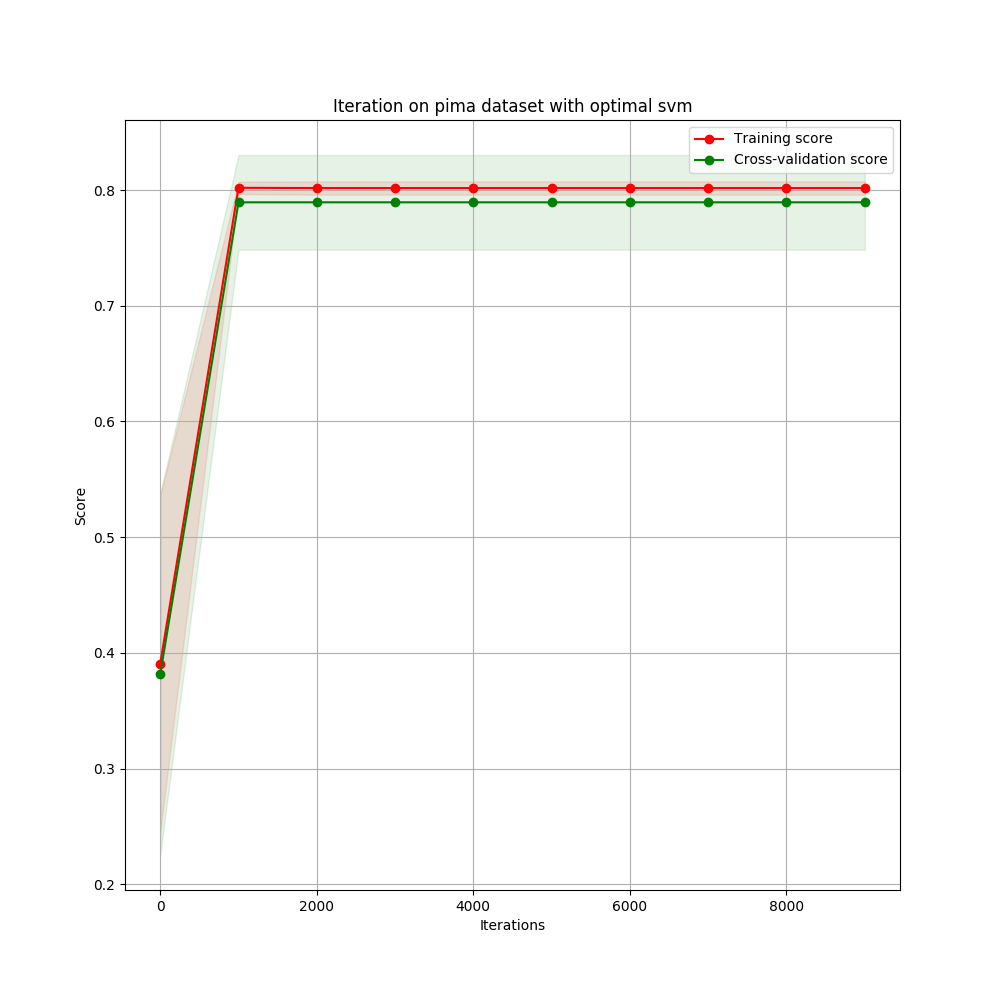 Iteration on pima dataset with optimal svm
Training score
Cross-validation score
0.8
0.7
0.6
0.5
0.4
0.3
0.2
Score
0 2000 4000 6000 8000
Iterations